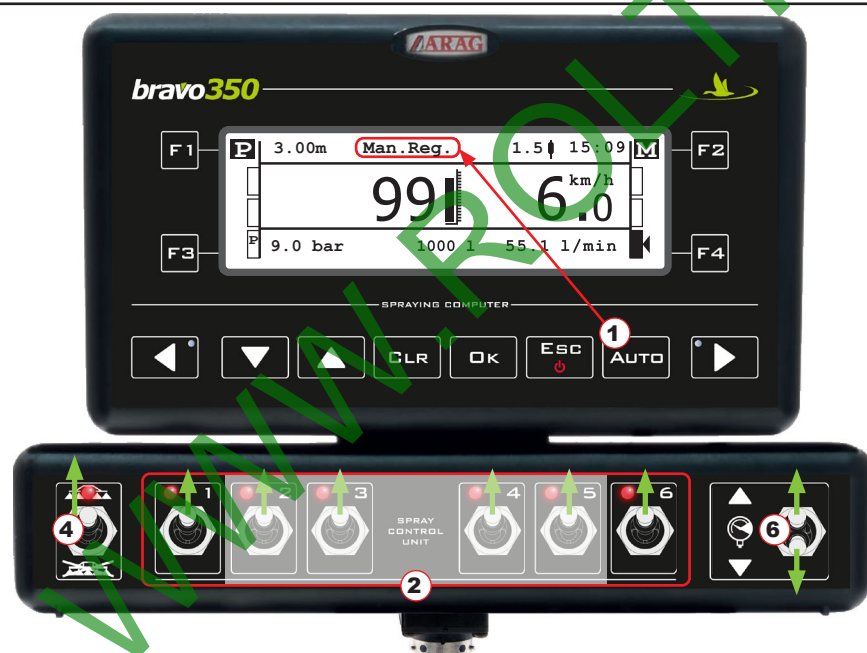 ARAG
bravo350
F1
F2
P 3.00m Man.Reg. 1.5 15:09 M
99 6.0 km/h
P 9.0 bar 1000 l 55.1 l/min
F3
F4
SPRAYING COMPUTER
1
CLR OK ESC AUTO
1 2 3 4 5 6
4
SPRAY
CONTROL
UNIT
6
2
WWW.ROLT